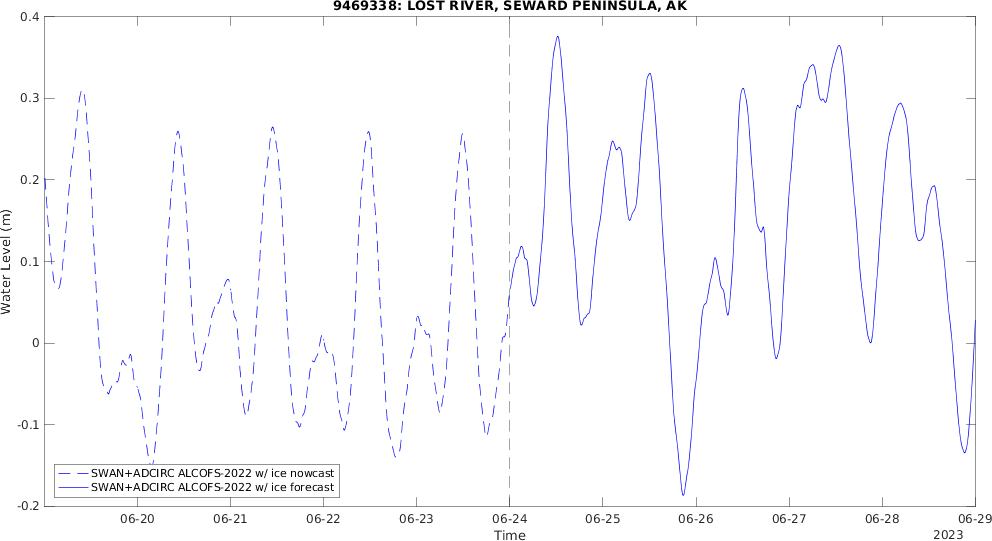 9469338: LOST RIVER, SEWARD PENINSULA, AK
0.4
0.3
0.2
0.1
0
-0.1
-0.2
Water Level (m)
SWAN+ADCIRC ALCOFS-2022 w/ ice nowcast
SWAN+ADCIRC ALCOFS-2022 w/ ice forecast
06-20 06-21 06-22 06-23 06-24 06-25 06-26 06-27 06-28 06-29
Time
2023